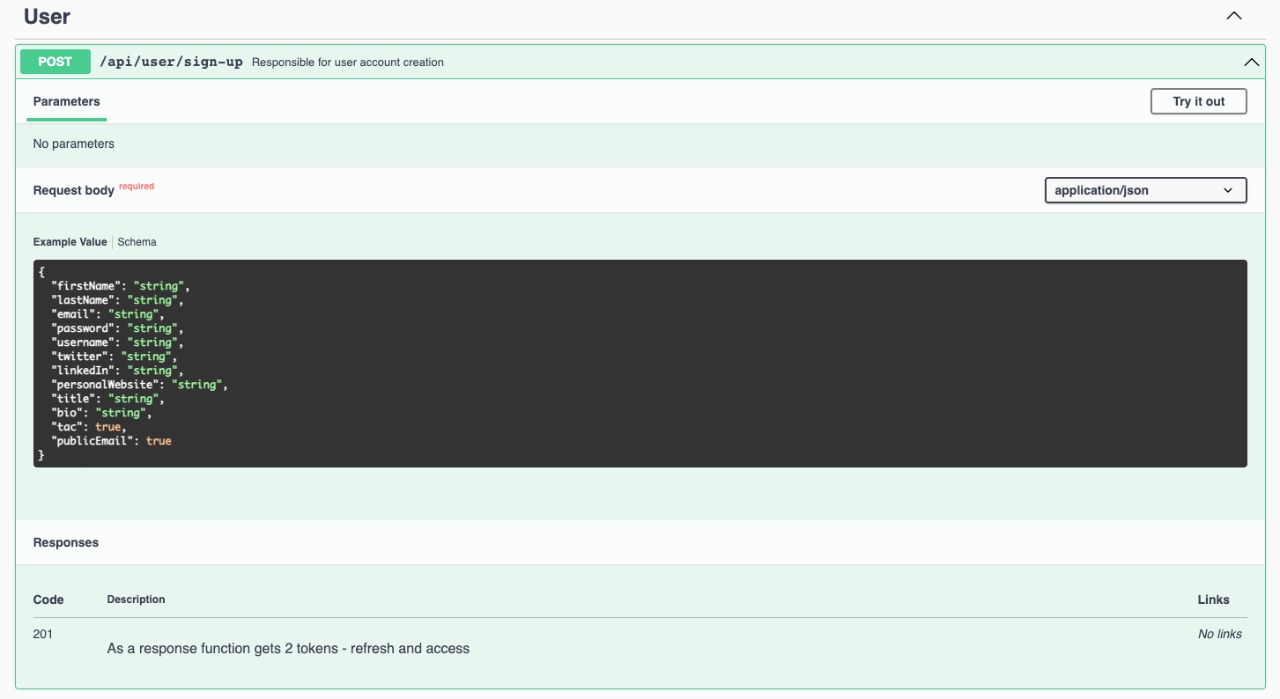 User
POST /api/user/sign-up Responsible for user account creation
Parameters
Try it out
No parameters
Request body required
application/json
Example Value Schema
{
  "firstName": "string",
  "lastName": "string",
  "email": "string",
  "password": "string",
  "username": "string",
  "twitter": "string",
  "linkedIn": "string",
  "personalWebsite": "string",
  "title": "string",
  "bio": "string",
  "tac": true,
  "publicEmail": true
}
Responses
Code Description Links
201 No links
As a response function gets 2 tokens - refresh and access